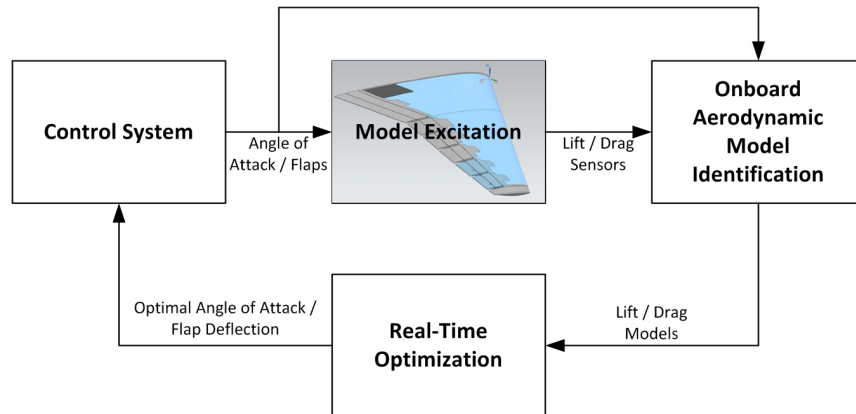 Control System
Angle of
Attack / Flaps
Model Excitation
Lift / Drag
Sensors
Onboard
Aerodynamic
Model
Identification
Optimal Angle of Attack /
Flap Deflection
Real-Time
Optimization
Lift / Drag
Models